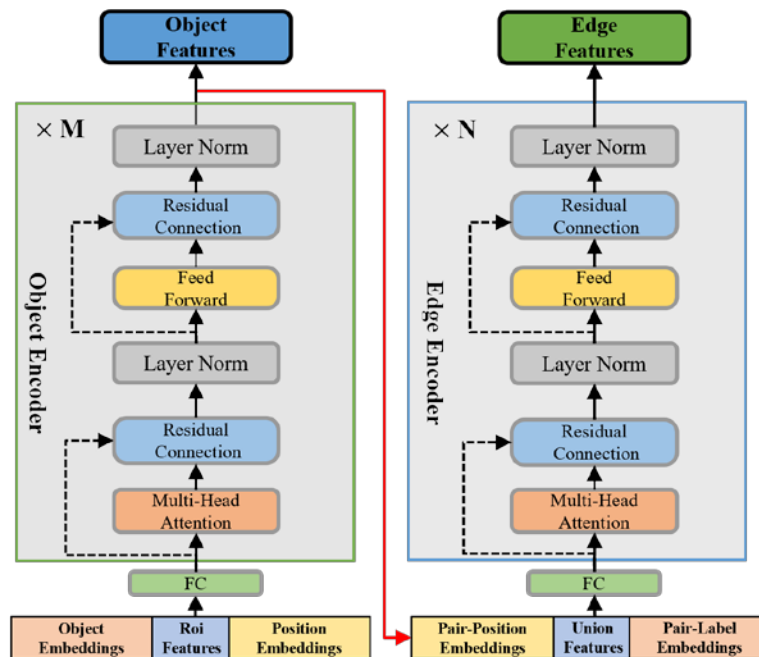 Object
Features
× M
Layer Norm
Residual
Connection
Feed
Forward
Object Encoder
Layer Norm
Residual
Connection
Multi-Head
Attention
FC
Object
Embeddings
Roi
Features
Position
Embeddings
Edge
Features
× N
Layer Norm
Residual
Connection
Feed
Forward
Edge Encoder
Layer Norm
Residual
Connection
Multi-Head
Attention
FC
Pair-Position
Embeddings
Union
Features
Pair-Label
Embeddings